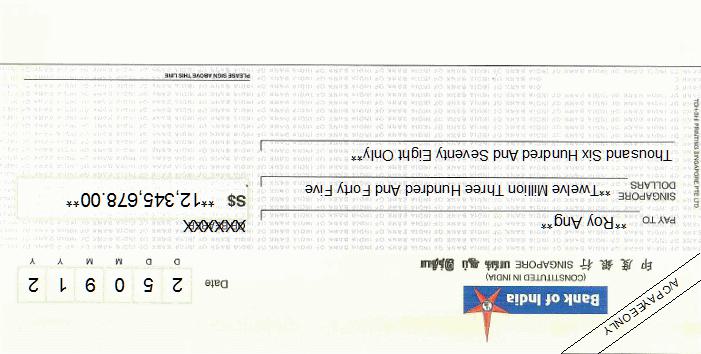 A/C PAYEE ONLY
Bank of India
(CONSTITUTED IN INDIA)
印 度 銀 行 SINGAPORE
Date 2 5 0 9 1 2
D D M M Y Y
PAY TO **Roy Ang**
XXXXXXX
SINGAPORE DOLLARS **Twelve Million Three Hundred And Forty Five
S$ **12,345,678.00**
Thousand Six Hundred And Seventy Eight Only**
PLEASE SIGN ABOVE THIS LINE